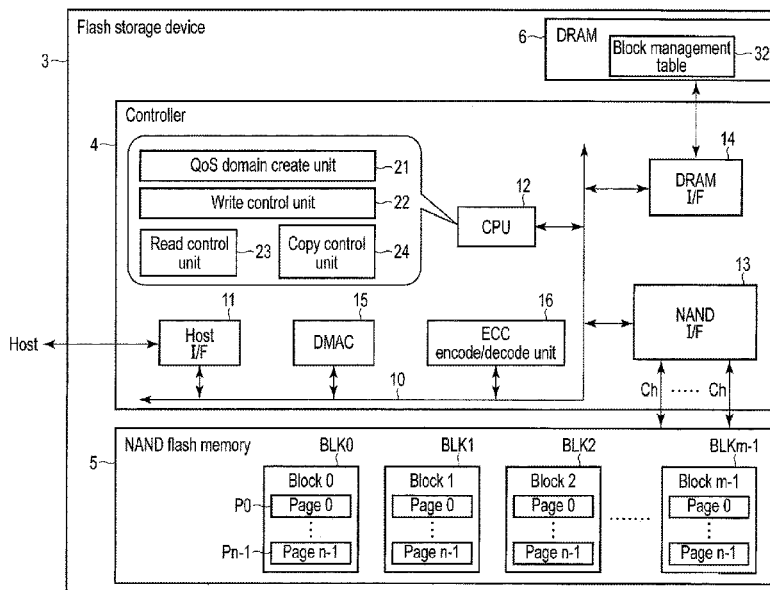 Flash storage device
3
6
DRAM
Block management
table
32
Controller
4
QoS domain create unit
21
Write control unit
22
Read control
unit
23
Copy control
unit
24
12
CPU
14
DRAM
I/F
13
NAND
I/F
11
Host
I/F
15
DMAC
16
ECC
encode/decode unit
Host
10
Ch ...... Ch
NAND flash memory
5
BLK0
BLK1
BLK2
BLKm-1
Block 0
Block 1
Block 2
Block m-1
P0
Page 0
Page 0
Page 0
Page 0
......
Pn-1
Page n-1
Page n-1
Page n-1
Page n-1